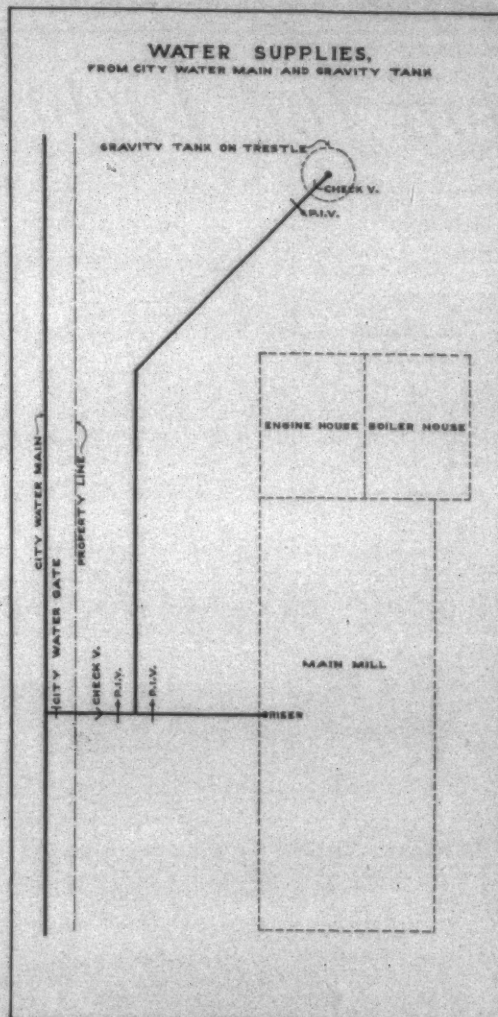 WATER SUPPLIES,
FROM CITY WATER MAIN AND GRAVITY TANK
GRAVITY TANK ON TRESTLE
CHECK V.
P.I.V.
ENGINE HOUSE
BOILER HOUSE
CITY WATER MAIN
PROPERTY LINE
CITY WATER GATE
CHECK V.
P.I.V.
P.I.V.
MAIN MILL
RISER